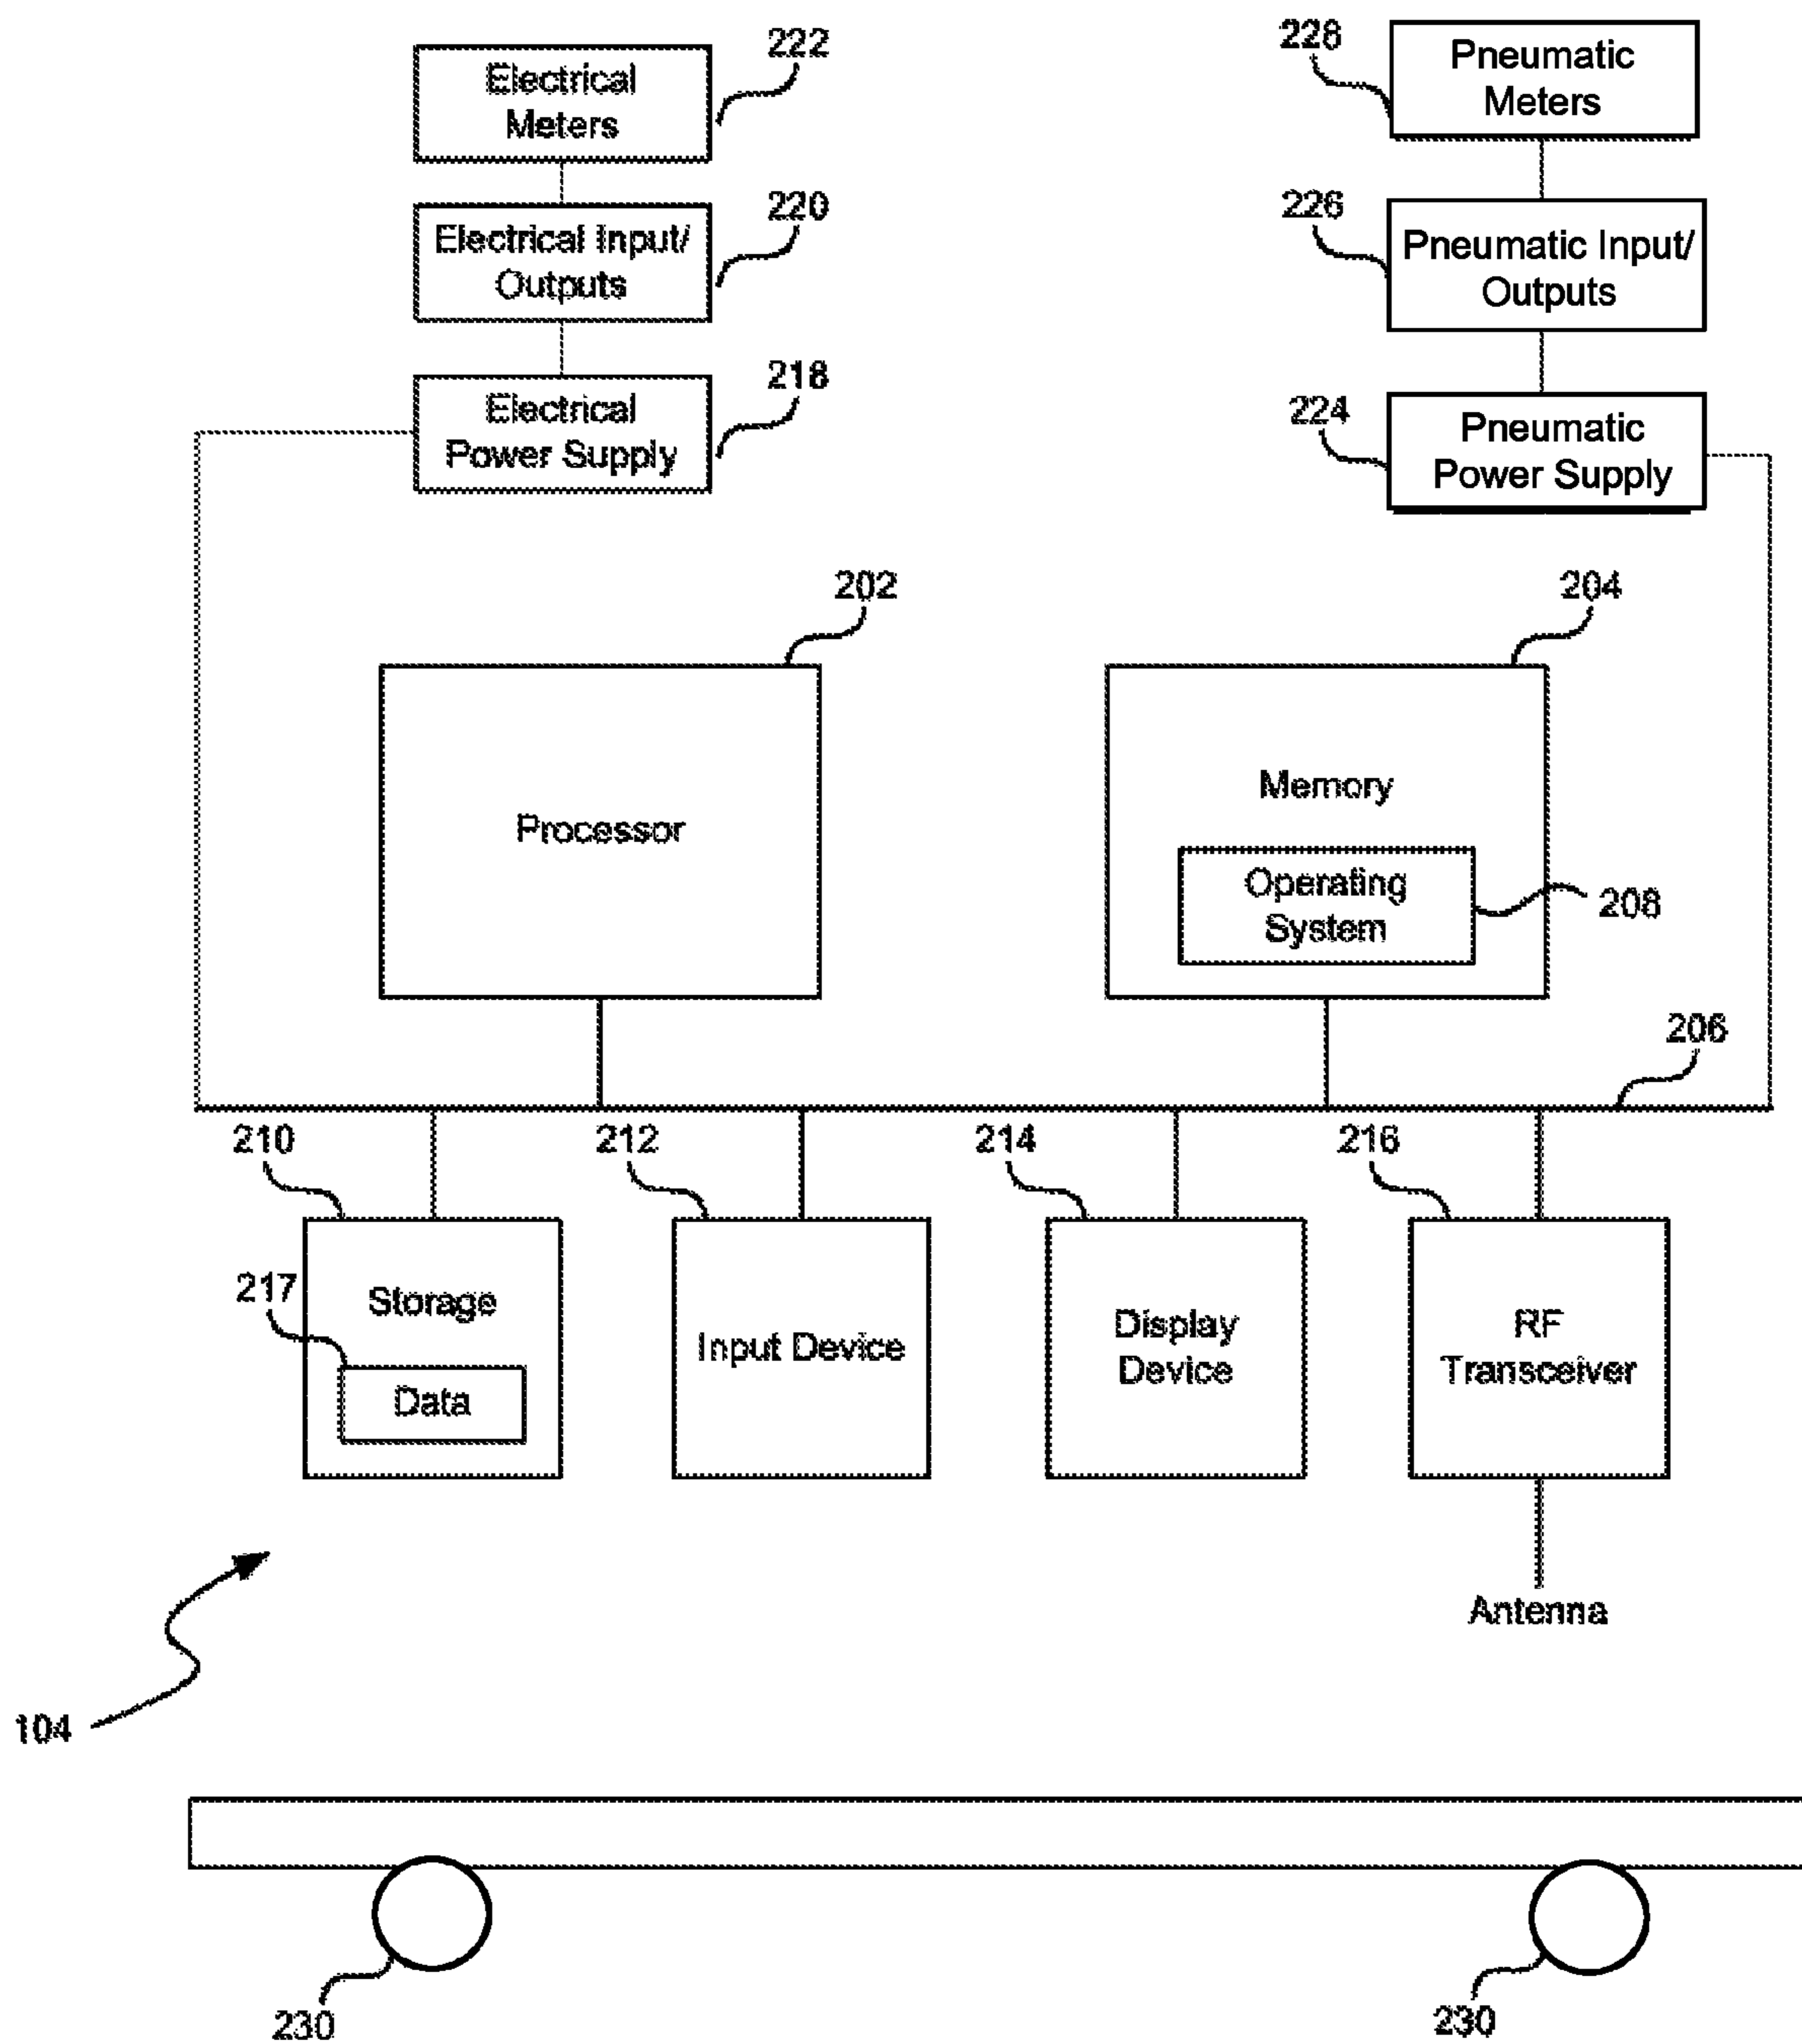 222
Electrical
Meters
228
Pneumatic
Meters
220
Electrical Input/
Outputs
226
Pneumatic Input/
Outputs
218
Electrical
Power Supply
224
Pneumatic
Power Supply
202
Processor
204
Memory
Operating
System
208
206
210
212
214
216
217
Storage
Data
Input Device
Display
Device
RF
Transceiver
Antenna
104
230
230